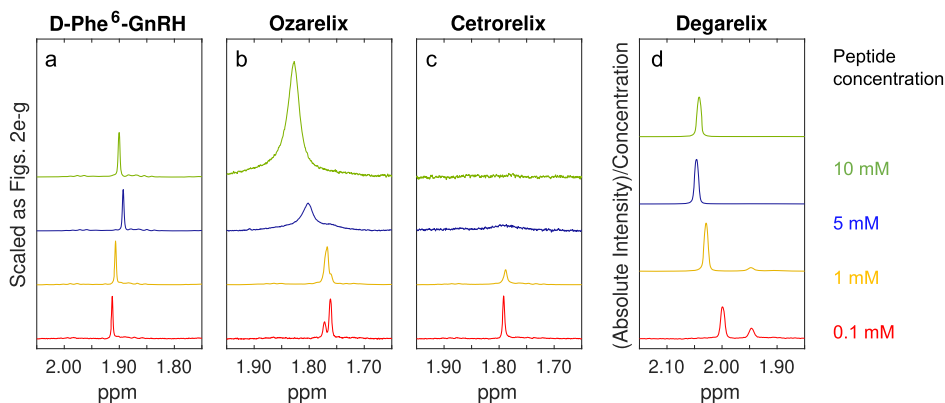 D-Phe⁶-GnRH
Ozarelix
Cetrorelix
Degarelix
a
b
c
d
Peptide
concentration
10 mM
5 mM
1 mM
0.1 mM
Scaled as Figs. 2e-g
(Absolute Intensity)/Concentration
2.00 1.90 1.80
1.90 1.80 1.70
1.90 1.80 1.70
2.10 2.00 1.90
ppm
ppm
ppm
ppm